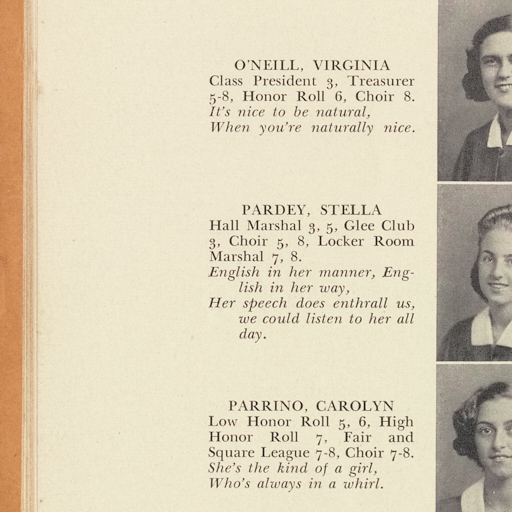 O'NEILL, VIRGINIA
Class President 3, Treasurer
5-8, Honor Roll 6, Choir 8.
It's nice to be natural,
When you're naturally nice.
PARDEY, STELLA
Hall Marshal 3, 5, Glee Club
3, Choir 5, 8, Locker Room
Marshal 7, 8.
English in her manner, Eng-
lish in her way,
Her speech does enthrall us,
we could listen to her all
day.
PARRINO, CAROLYN
Low Honor Roll 5, 6, High
Honor Roll 7, Fair and
Square League 7-8, Choir 7-8.
She's the kind of a girl,
Who's always in a whirl.